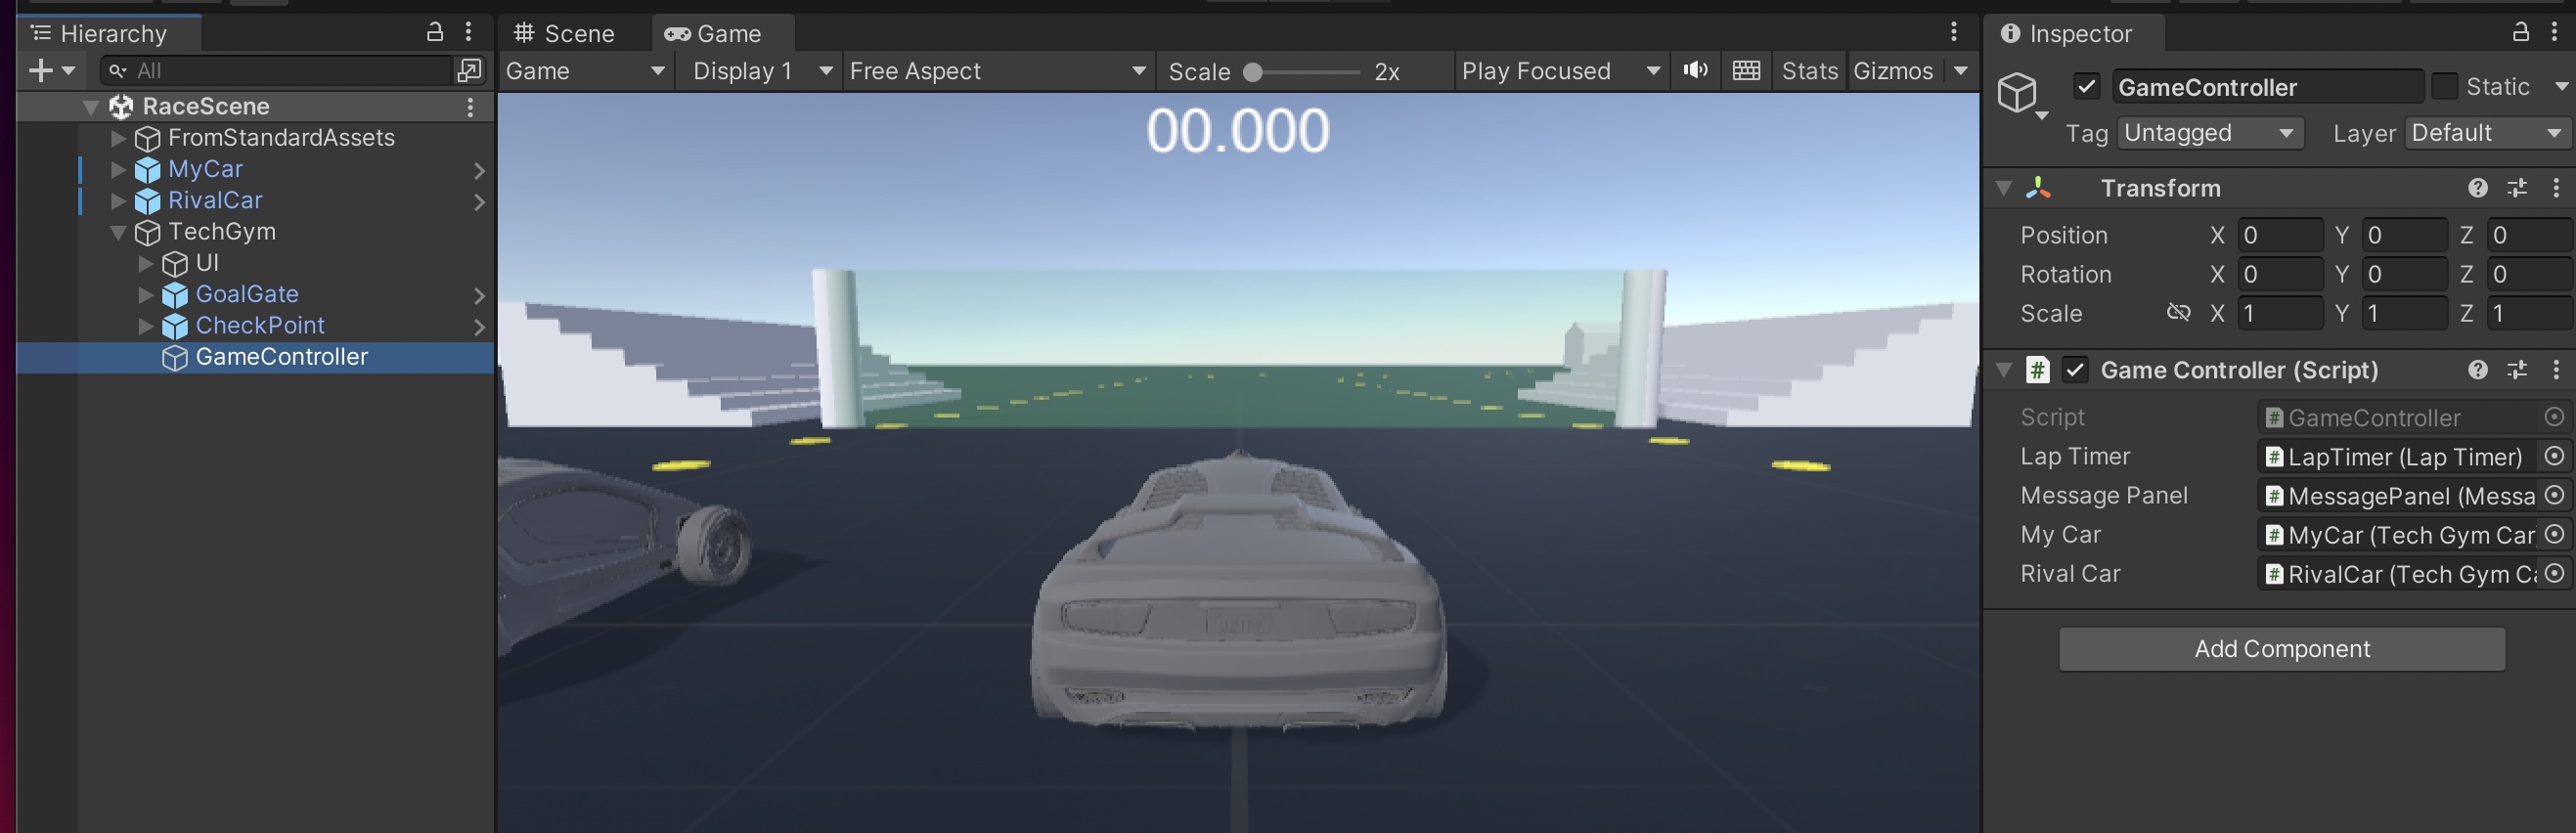 Hierarchy
All
RaceScene
FromStandardAssets
MyCar
RivalCar
TechGym
UI
GoalGate
CheckPoint
GameController
Scene Game
Game Display 1 Free Aspect Scale 2x Play Focused Stats Gizmos
00.000
Inspector
GameController Static
Tag Untagged Layer Default
Transform
Position X 0 Y 0 Z 0
Rotation X 0 Y 0 Z 0
Scale X 1 Y 1 Z 1
# Game Controller (Script)
Script # GameController
Lap Timer # LapTimer (Lap Timer)
Message Panel # MessagePanel (Messa
My Car # MyCar (Tech Gym Car
Rival Car # RivalCar (Tech Gym Ca
Add Component